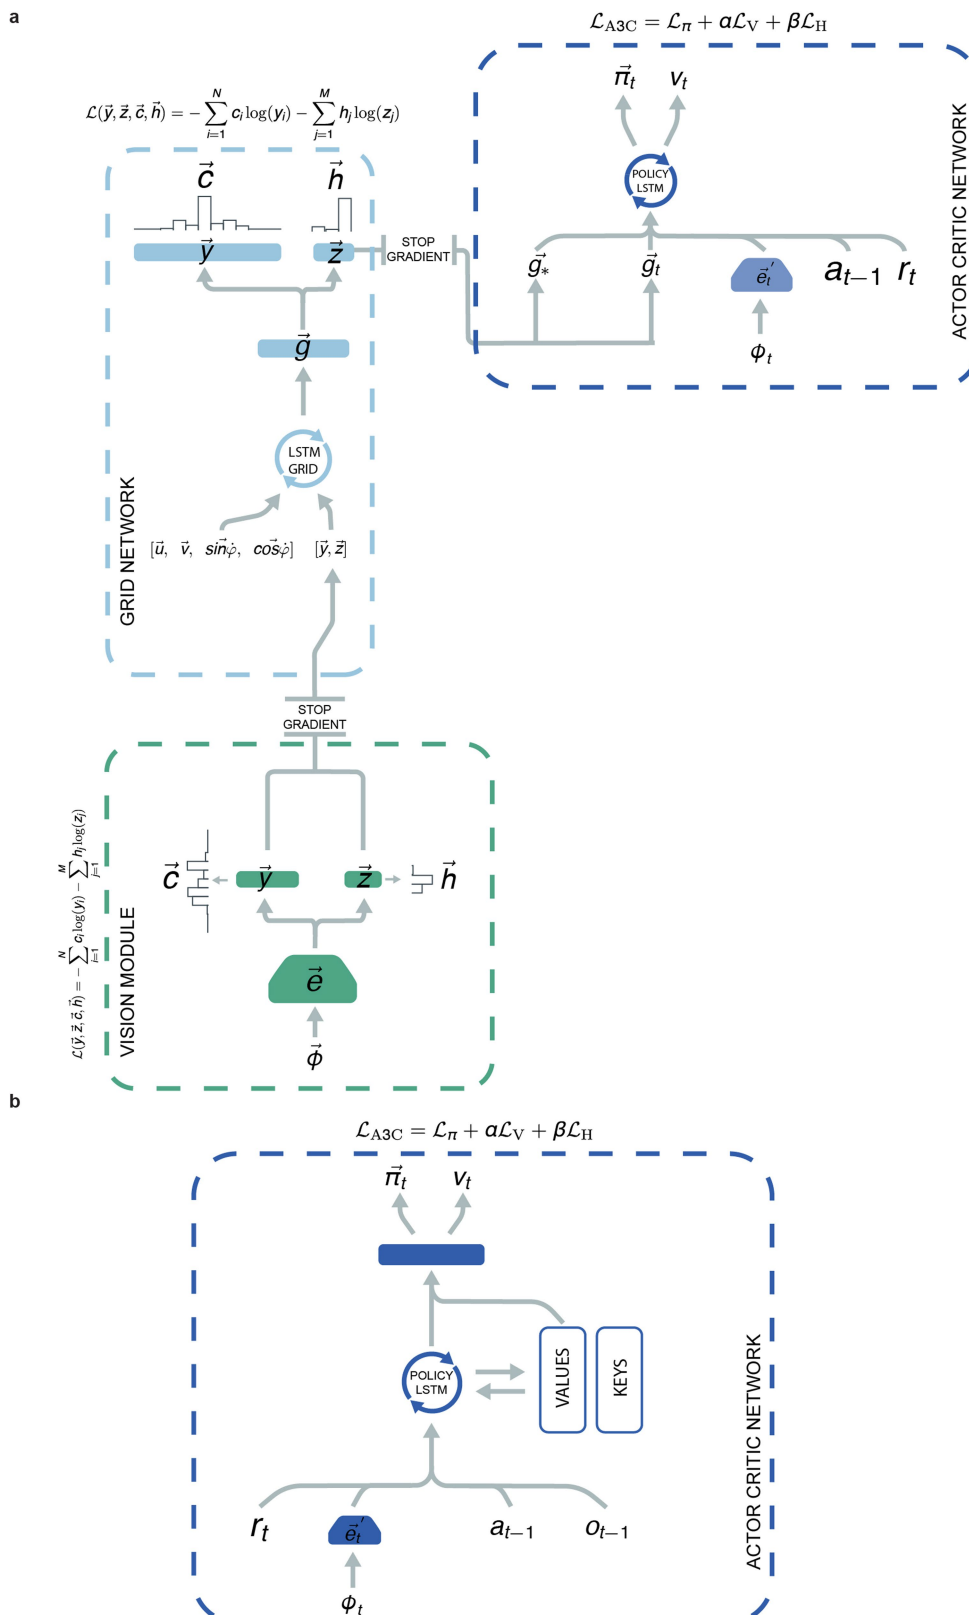 a
ℒ_A3C = ℒ_π + αℒ_V + βℒ_H
π⃗_t v_t
POLICY
LSTM
g⃗_* g⃗_t e⃗_t′ a_{t−1} r_t
ϕ_t
ACTOR CRITIC NETWORK
ℒ(y⃗, z⃗, c⃗, h⃗) = −∑_{i=1}^{N} c_i log(y_i) − ∑_{j=1}^{M} h_j log(z_j)
c⃗ h⃗
y⃗ z⃗
STOP
GRADIENT
g⃗
LSTM
GRID
[u⃗, v⃗, sinφ̇, cosφ̇] [y⃗, z⃗]
GRID NETWORK
STOP
GRADIENT
c⃗ y⃗ z⃗ h⃗
e⃗
ϕ⃗
VISION MODULE
ℒ(y⃗, z⃗, c⃗, h⃗) = −∑_{i=1}^{N} c_i log(y_i) − ∑_{j=1}^{M} h_j log(z_j)
b
ℒ_A3C = ℒ_π + αℒ_V + βℒ_H
π⃗_t v_t
POLICY
LSTM
VALUES
KEYS
r_t e⃗_t′ a_{t−1} o_{t−1}
ϕ_t
ACTOR CRITIC NETWORK